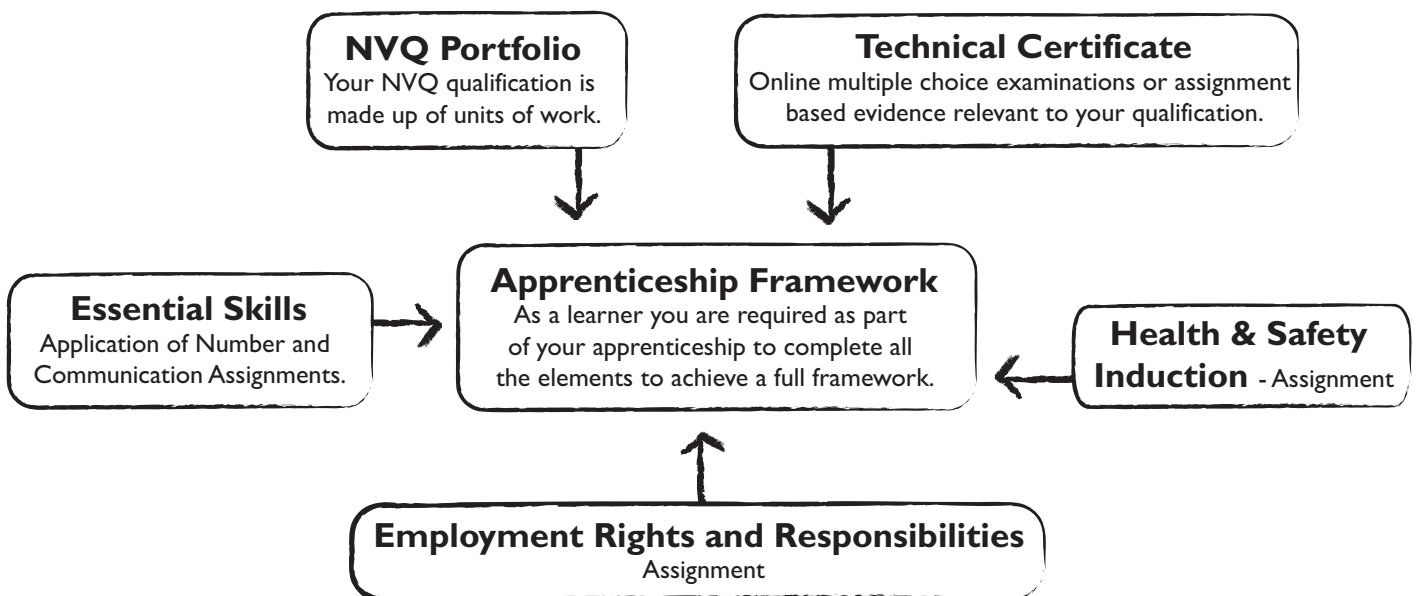 NVQ Portfolio
Your NVQ qualification is
made up of units of work.
Technical Certificate
Online multiple choice examinations or assignment
based evidence relevant to your qualification.
Essential Skills
Application of Number and
Communication Assignments.
Apprenticeship Framework
As a learner you are required as part
of your apprenticeship to complete all
the elements to achieve a full framework.
Health & Safety
Induction - Assignment
Employment Rights and Responsibilities
Assignment